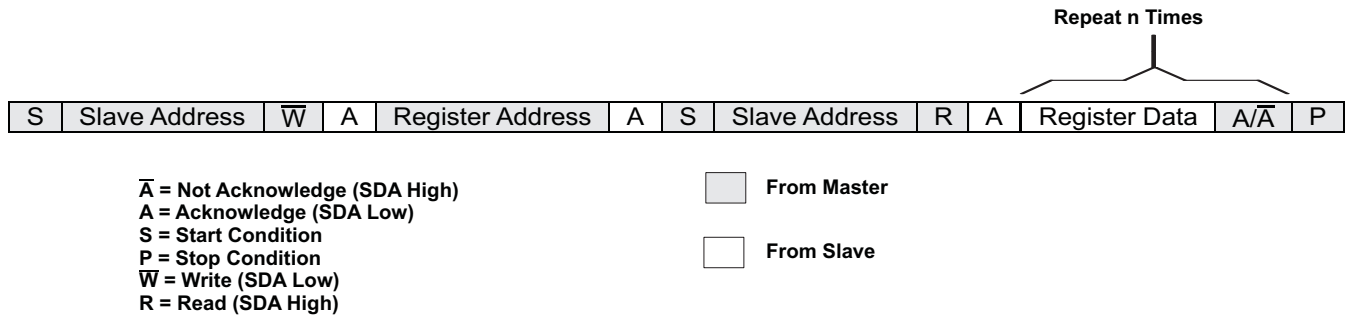 Repeat n Times
S Slave Address W̅ A Register Address A S Slave Address R A Register Data A/A̅ P
A̅ = Not Acknowledge (SDA High)
A = Acknowledge (SDA Low)
S = Start Condition
P = Stop Condition
W̅ = Write (SDA Low)
R = Read (SDA High)
From Master
From Slave